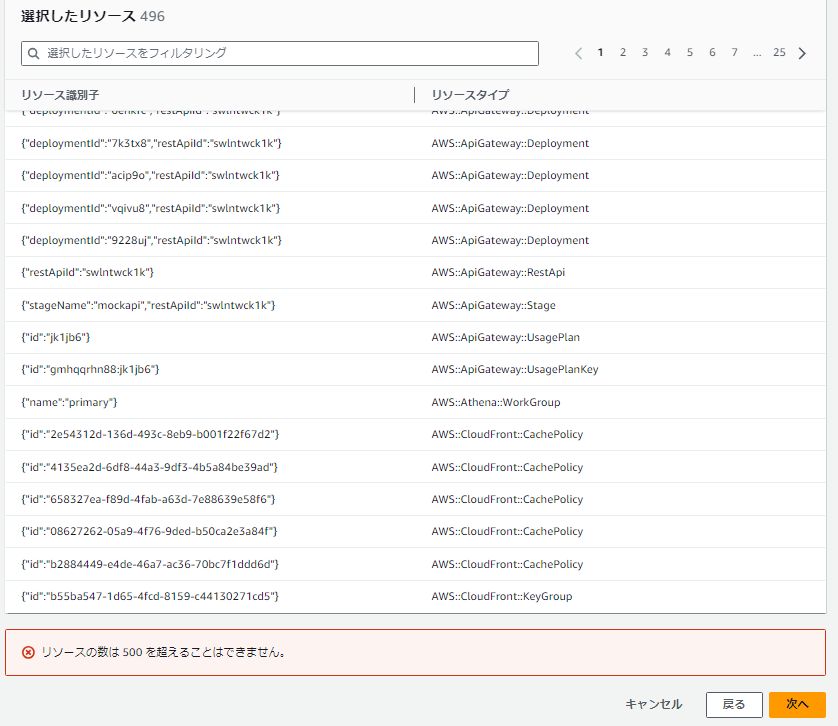 選択したリソース 496
選択したリソースをフィルタリング
1 2 3 4 5 6 7 ... 25
リソース識別子 リソースタイプ
AWS::ApiGateway::Deployment
{"deploymentId":"7k3tx8","restApiId":"swlntwck1k"} AWS::ApiGateway::Deployment
{"deploymentId":"acip9o","restApiId":"swlntwck1k"} AWS::ApiGateway::Deployment
{"deploymentId":"vqivu8","restApiId":"swlntwck1k"} AWS::ApiGateway::Deployment
{"deploymentId":"9228uj","restApiId":"swlntwck1k"} AWS::ApiGateway::Deployment
{"restApiId":"swlntwck1k"} AWS::ApiGateway::RestApi
{"stageName":"mockapi","restApiId":"swlntwck1k"} AWS::ApiGateway::Stage
{"id":"jk1jb6"} AWS::ApiGateway::UsagePlan
{"id":"gmhqqrhn88:jk1jb6"} AWS::ApiGateway::UsagePlanKey
{"name":"primary"} AWS::Athena::WorkGroup
{"id":"2e54312d-136d-493c-8eb9-b001f22f67d2"} AWS::CloudFront::CachePolicy
{"id":"4135ea2d-6df8-44a3-9df3-4b5a84be39ad"} AWS::CloudFront::CachePolicy
{"id":"658327ea-f89d-4fab-a63d-7e88639e58f6"} AWS::CloudFront::CachePolicy
{"id":"08627262-05a9-4f76-9ded-b50ca2e3a84f"} AWS::CloudFront::CachePolicy
{"id":"b2884449-e4de-46a7-ac36-70bc7f1ddd6d"} AWS::CloudFront::CachePolicy
{"id":"b55ba547-1d65-4fcd-8159-c44130271cd5"} AWS::CloudFront::KeyGroup
リソースの数は 500 を超えることはできません。
キャンセル 戻る 次へ